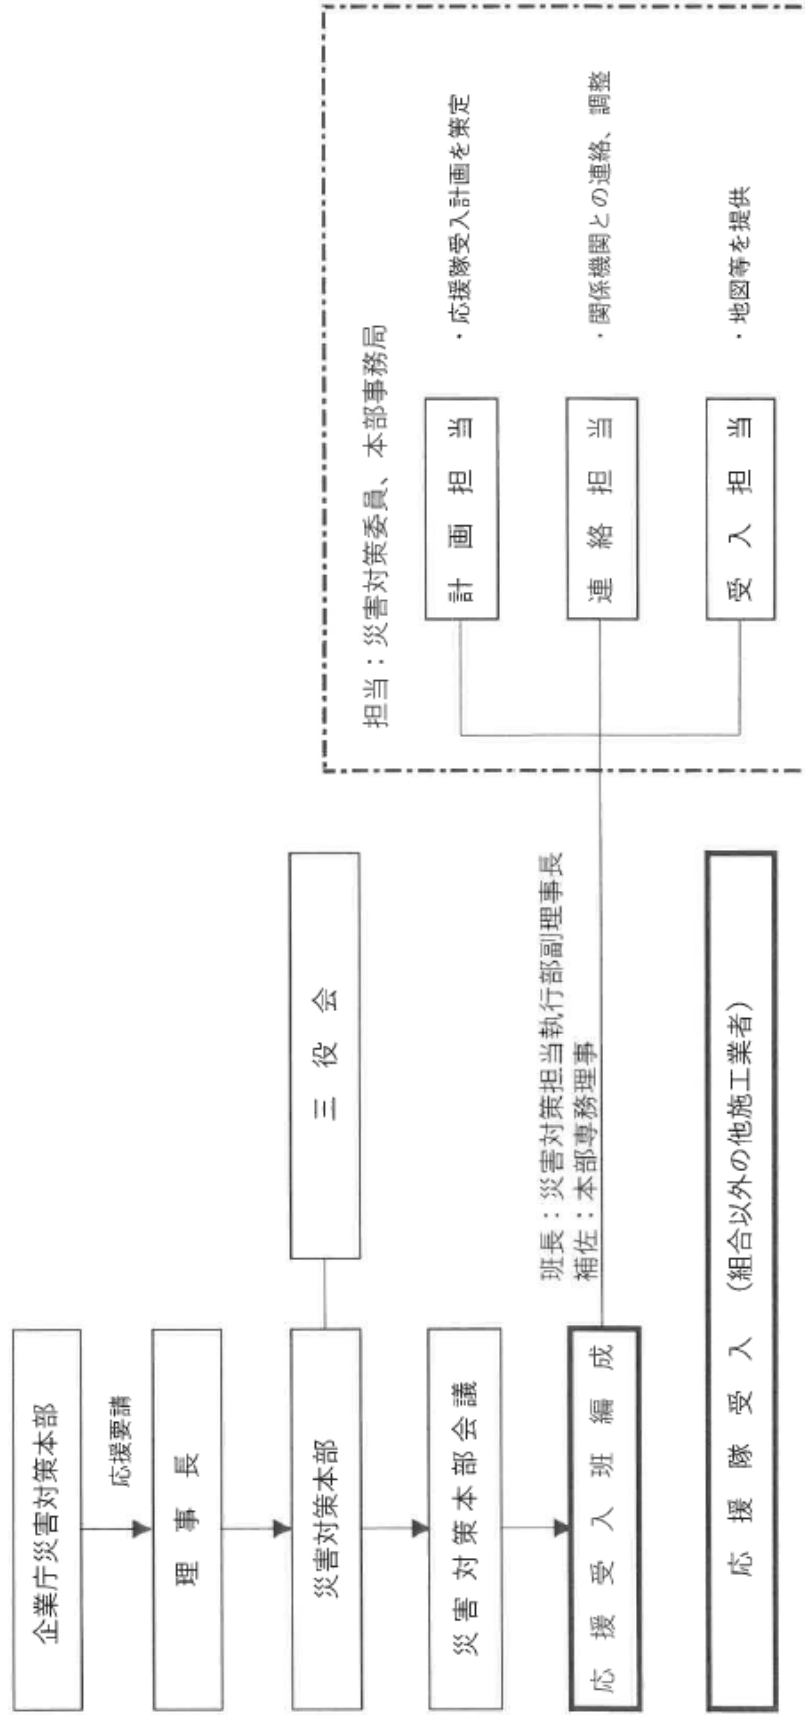 企業庁災害対策本部
応援要請
理事長
災害対策本部
三役会
災害対策本部会議
応援受入班編成
班長：災害対策担当執行部副理事長
補佐：本部専務理事
担当：災害対策委員、本部事務局
計画担当
・応援隊受入計画を策定
連絡担当
・関係機関との連絡、調整
受入担当
・地図等を提供
応援隊受入　（組合以外の他施工業者）